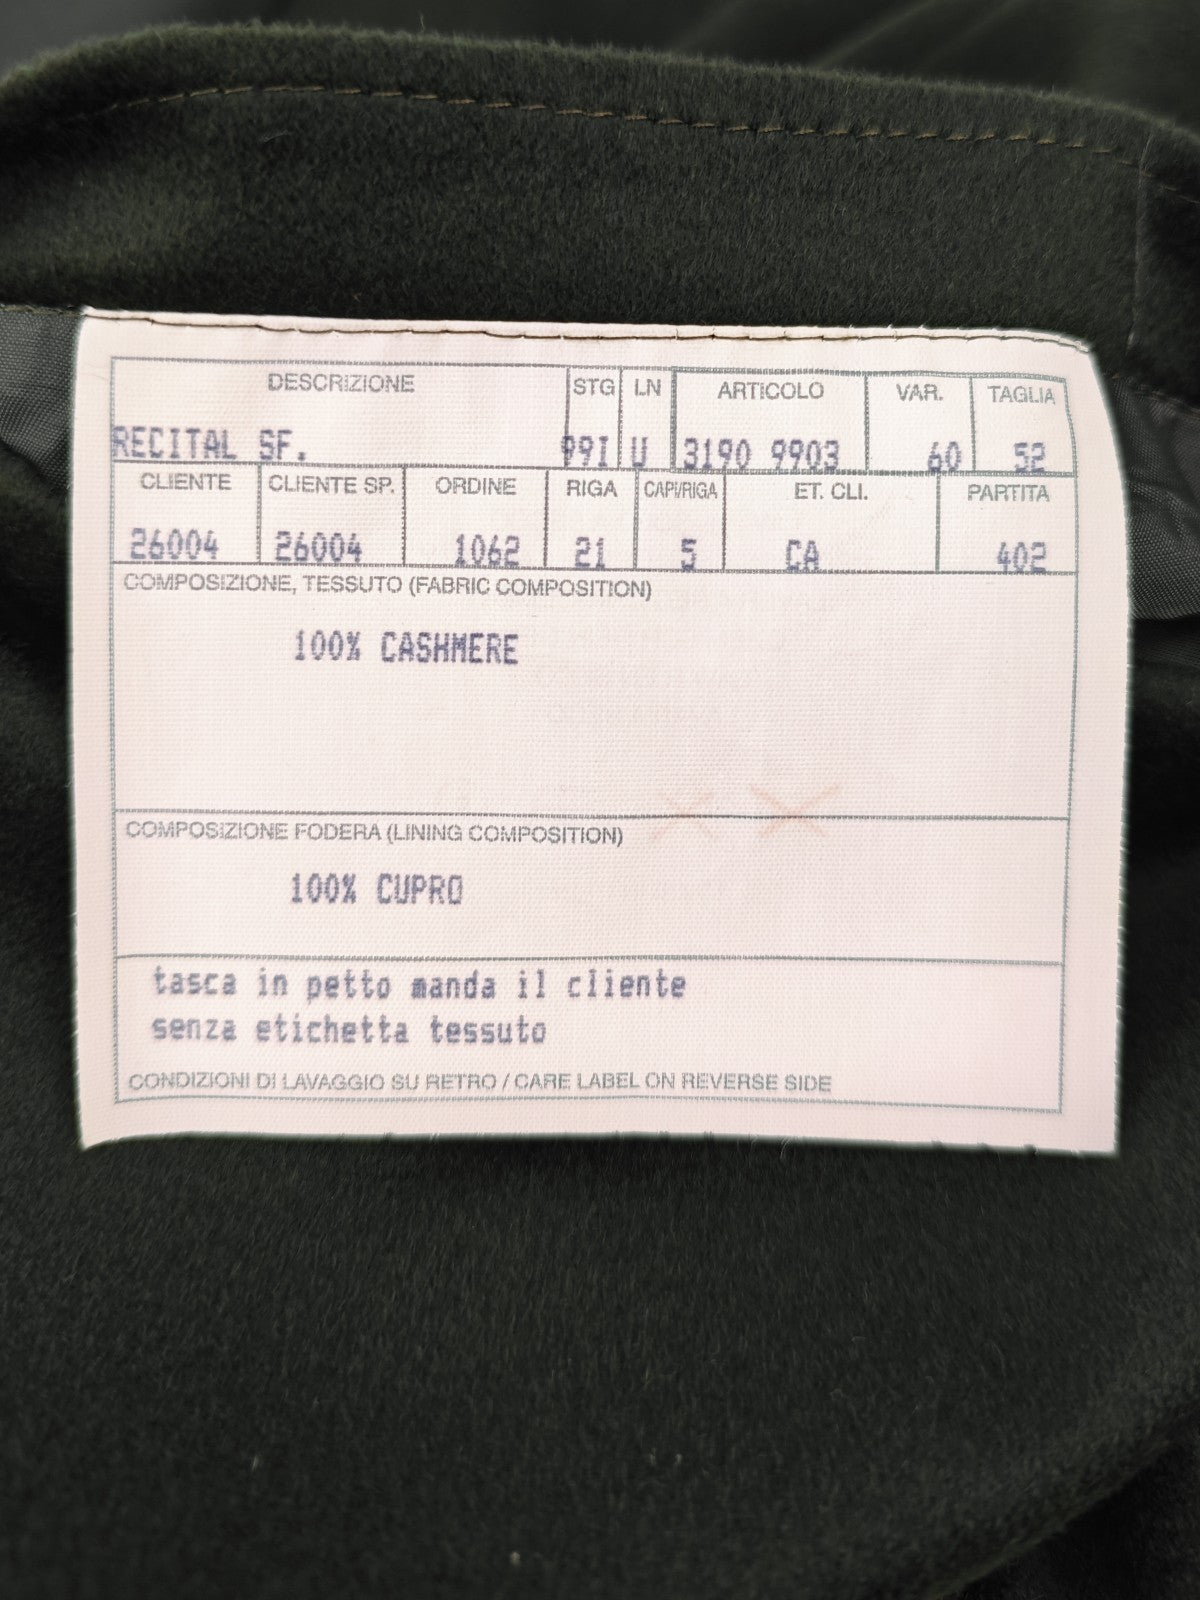 DESCRIZIONE STG LN ARTICOLO VAR. TAGLIA
RECITAL SF. 99I U 3190 9903 60 52
CLIENTE CLIENTE SP. ORDINE RIGA CAPI/RIGA ET. CLI. PARTITA
26004 26004 1062 21 5 CA 402
COMPOSIZIONE, TESSUTO (FABRIC COMPOSITION)
100% CASHMERE
COMPOSIZIONE FODERA (LINING COMPOSITION)
100% CUPRO
tasca in petto manda il cliente
senza etichetta tessuto
CONDIZIONI DI LAVAGGIO SU RETRO / CARE LABEL ON REVERSE SIDE